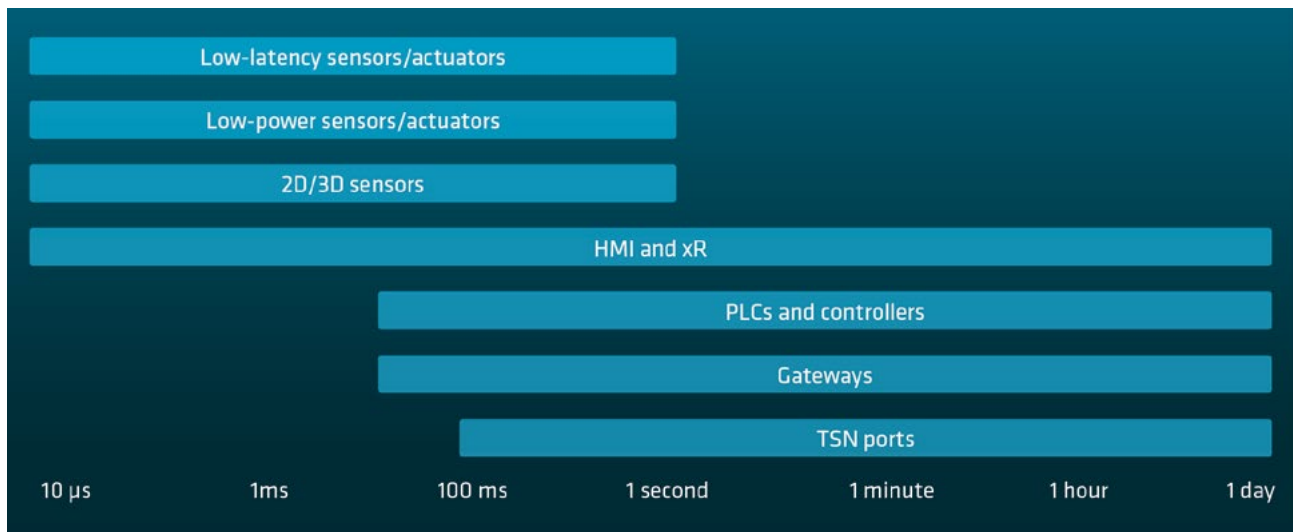 Low-latency sensors/actuators
Low-power sensors/actuators
2D/3D sensors
HMI and xR
PLCs and controllers
Gateways
TSN ports
10 µs 1ms 100 ms 1 second 1 minute 1 hour 1 day